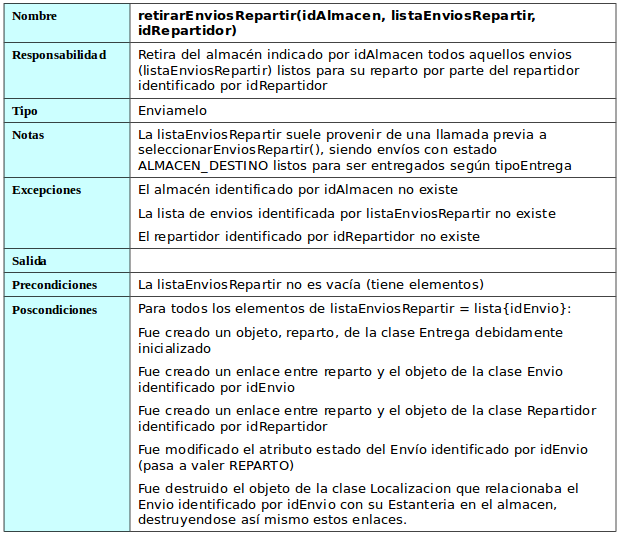 Nombre
retirarEnviosRepartir(idAlmacen, listaEnviosRepartir,
idRepartidor)
Responsabilidad
Retira del almacén indicado por idAlmacen todos aquellos envios
(listaEnviosRepartir) listos para su reparto por parte del repartidor
identificado por idRepartidor
Tipo
Enviamelo
Notas
La listaEnviosRepartir suele provenir de una llamada previa a
seleccionarEnviosRepartir(), siendo envíos con estado
ALMACEN_DESTINO listos para ser entregados según tipoEntrega
Excepciones
El almacén identificado por idAlmacen no existe
La lista de envios identificada por listaEnviosRepartir no existe
El repartidor identificado por idRepartidor no existe
Salida
Precondiciones
La listaEnviosRepartir no es vacía (tiene elementos)
Poscondiciones
Para todos los elementos de listaEnviosRepartir = lista{idEnvio}:
Fue creado un objeto, reparto, de la clase Entrega debidamente
inicializado
Fue creado un enlace entre reparto y el objeto de la clase Envio
identificado por idEnvio
Fue creado un enlace entre reparto y el objeto de la clase Repartidor
identificado por idRepartidor
Fue modificado el atributo estado del Envío identificado por idEnvio
(pasa a valer REPARTO)
Fue destruido el objeto de la clase Localizacion que relacionaba el
Envio identificado por idEnvio con su Estanteria en el almacen,
destruyendose así mismo estos enlaces.